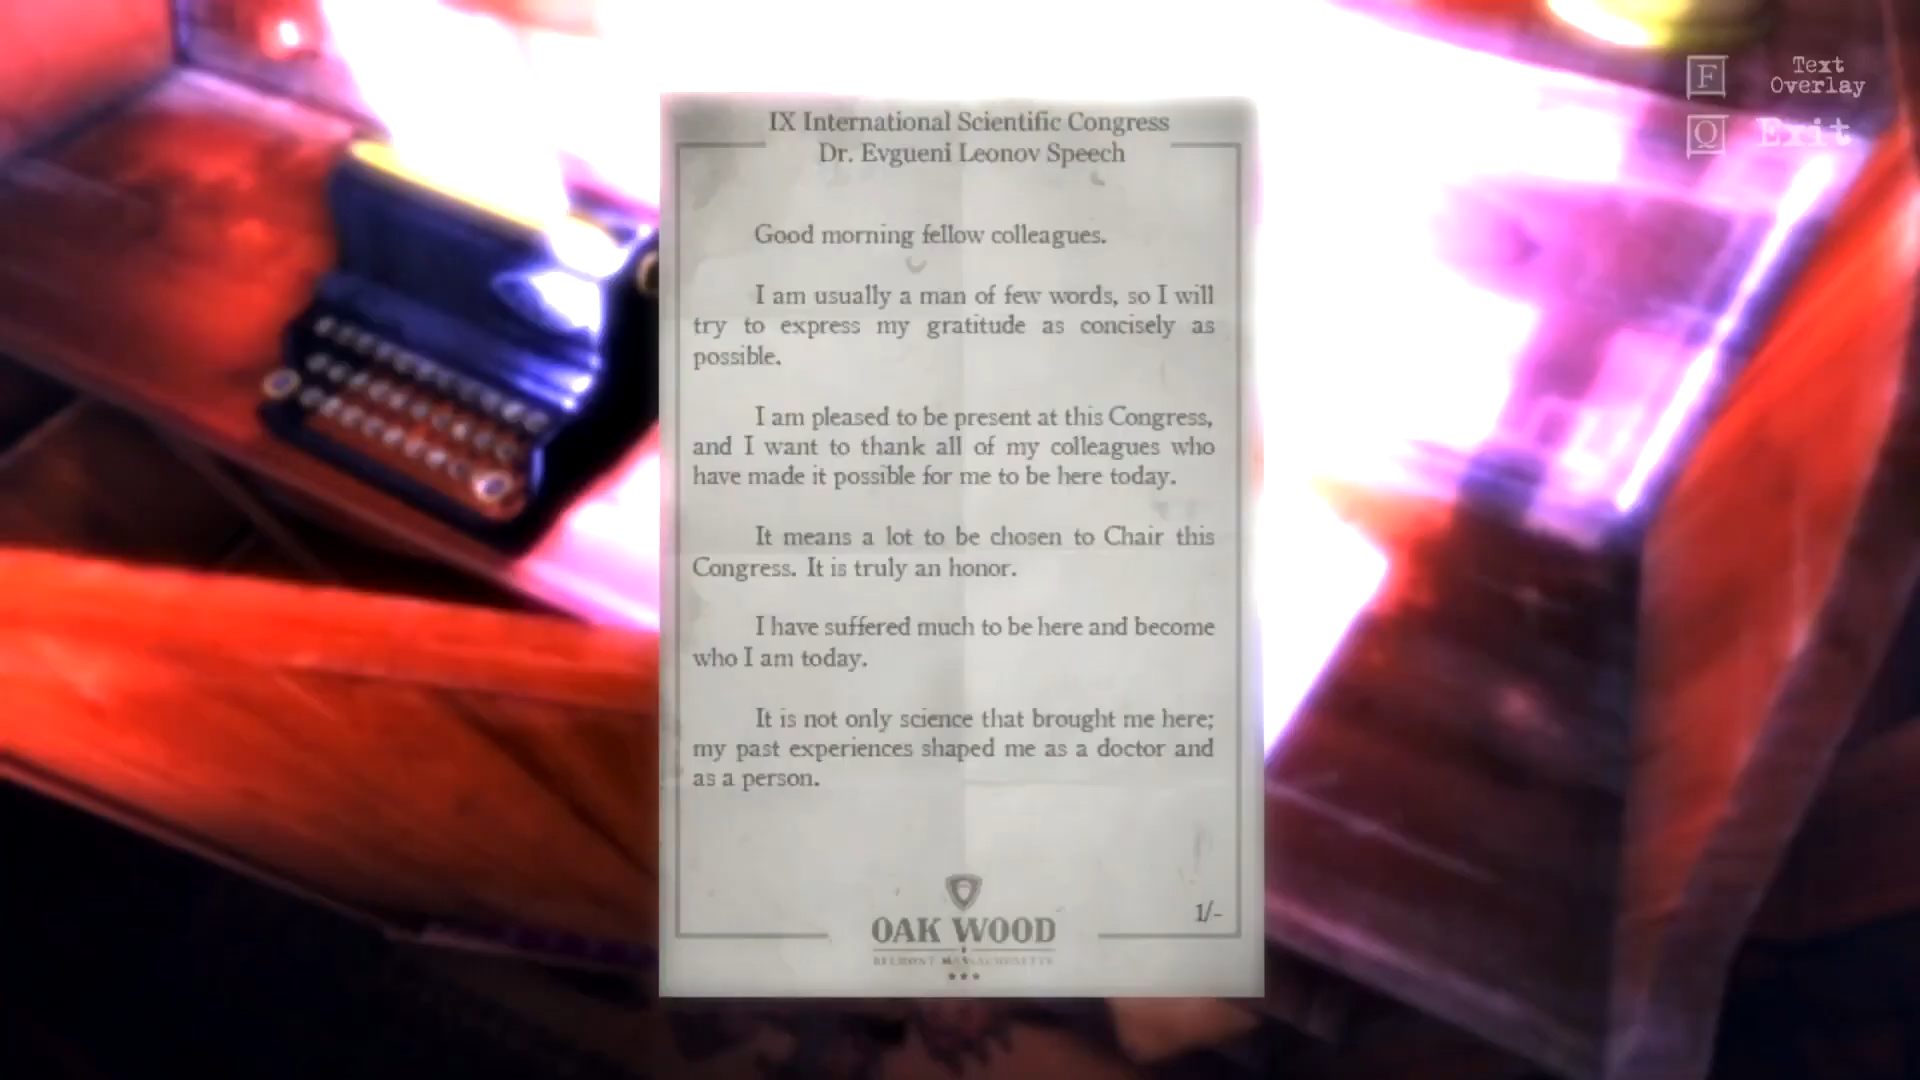 IX International Scientific Congress
Dr. Evgueni Leonov Speech
Good morning fellow colleagues.
I am usually a man of few words, so I will
try to express my gratitude as concisely as
possible.
I am pleased to be present at this Congress,
and I want to thank all of my colleagues who
have made it possible for me to be here today.
It means a lot to be chosen to Chair this
Congress. It is truly an honor.
I have suffered much to be here and become
who I am today.
It is not only science that brought me here;
my past experiences shaped me as a doctor and
as a person.
1/-
OAK WOOD
BELMONT MASSACHUSETTS
F Text
Overlay
Q Exit